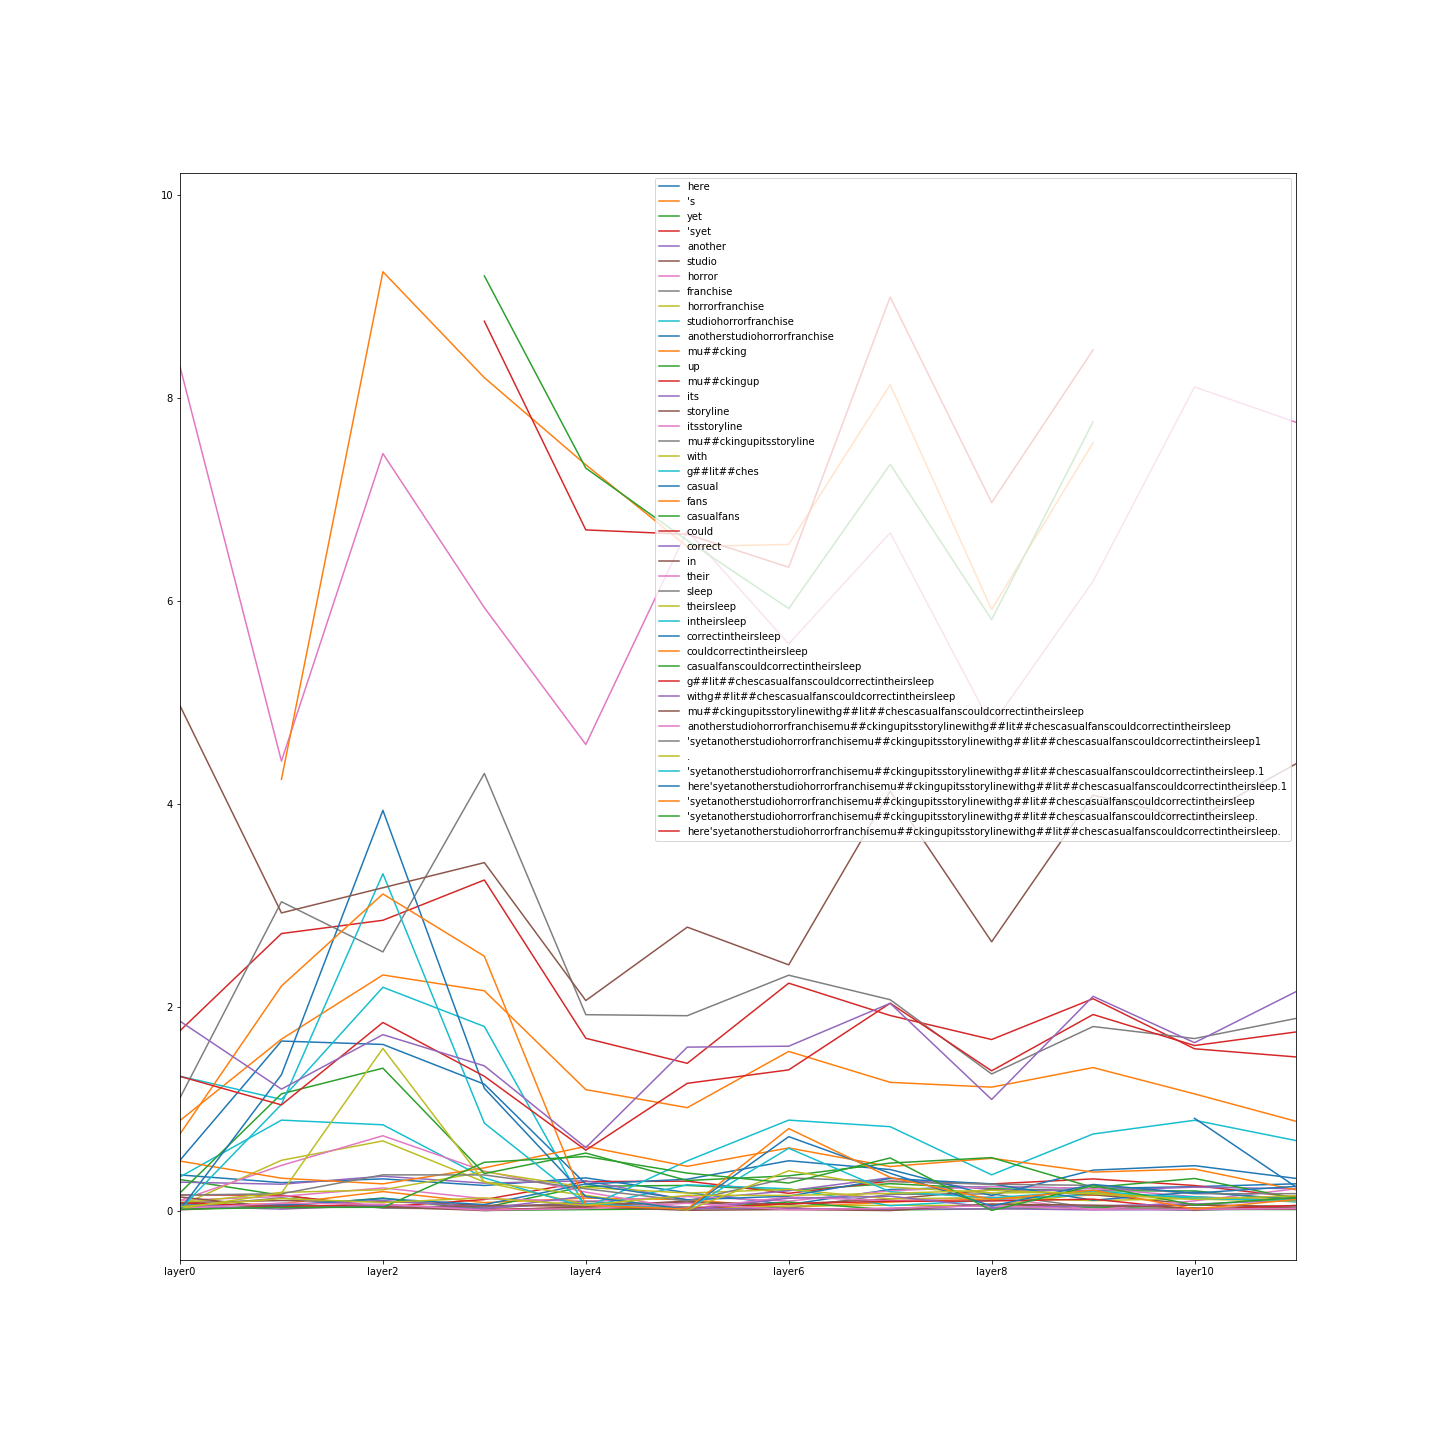 10
8
6
4
2
0
layer0
layer2
layer4
layer6
layer8
layer10
here
's
yet
'syet
another
studio
horror
franchise
horrorfranchise
studiohorrorfranchise
anotherstudiohorrorfranchise
mu##cking
up
mu##ckingup
its
storyline
itsstoryline
mu##ckingupitsstoryline
with
g##lit##ches
casual
fans
casualfans
could
correct
in
their
sleep
theirsleep
intheirsleep
correctintheirsleep
couldcorrectintheirsleep
casualfanscouldcorrectintheirsleep
g##lit##chescasualfanscouldcorrectintheirsleep
withg##lit##chescasualfanscouldcorrectintheirsleep
mu##ckingupitsstorylinewithg##lit##chescasualfanscouldcorrectintheirsleep
anotherstudiohorrorfranchisemu##ckingupitsstorylinewithg##lit##chescasualfanscouldcorrectintheirsleep
'syetanotherstudiohorrorfranchisemu##ckingupitsstorylinewithg##lit##chescasualfanscouldcorrectintheirsleep1
.
'syetanotherstudiohorrorfranchisemu##ckingupitsstorylinewithg##lit##chescasualfanscouldcorrectintheirsleep.1
here'syetanotherstudiohorrorfranchisemu##ckingupitsstorylinewithg##lit##chescasualfanscouldcorrectintheirsleep.1
'syetanotherstudiohorrorfranchisemu##ckingupitsstorylinewithg##lit##chescasualfanscouldcorrectintheirsleep
'syetanotherstudiohorrorfranchisemu##ckingupitsstorylinewithg##lit##chescasualfanscouldcorrectintheirsleep.
here'syetanotherstudiohorrorfranchisemu##ckingupitsstorylinewithg##lit##chescasualfanscouldcorrectintheirsleep.